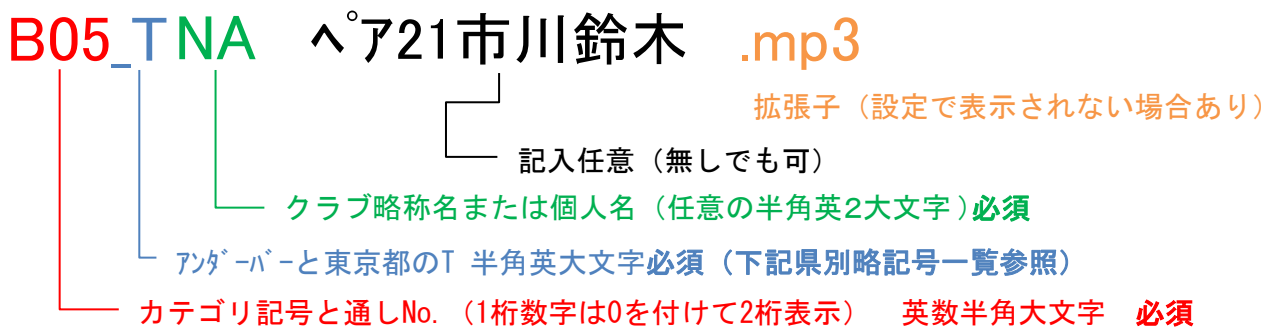 B05_TNA ﾍﾟｱ21市川鈴木 .mp3
拡張子（設定で表示されない場合あり）
記入任意（無しでも可）
クラブ略称名または個人名（任意の半角英２大文字）必須
ｱﾝﾀﾞｰﾊﾞｰと東京都のT 半角英大文字必須（下記県別略記号一覧参照）
カテゴリ記号と通しNo.（1桁数字は0を付けて2桁表示） 英数半角大文字 必須